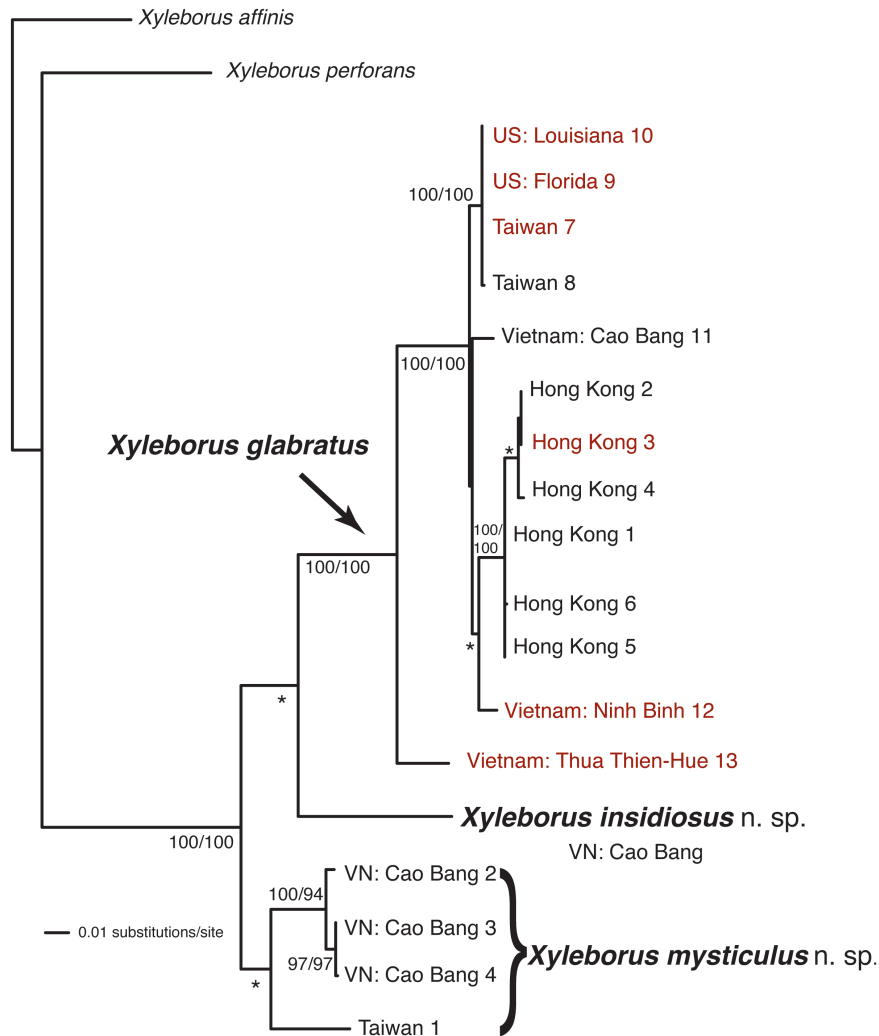 Xyleborus affinis
Xyleborus perforans
US: Louisiana 10
US: Florida 9
100/100
Taiwan 7
Taiwan 8
Vietnam: Cao Bang 11
100/100
Hong Kong 2
Xyleborus glabratus
Hong Kong 3
*
Hong Kong 4
100/
100
Hong Kong 1
100/100
Hong Kong 6
Hong Kong 5
*
Vietnam: Ninh Binh 12
*
Vietnam: Thua Thien-Hue 13
Xyleborus insidiosus n. sp.
100/100
VN: Cao Bang
VN: Cao Bang 2
100/94
0.01 substitutions/site
VN: Cao Bang 3
Xyleborus mysticulus n. sp.
97/97
VN: Cao Bang 4
*
Taiwan 1